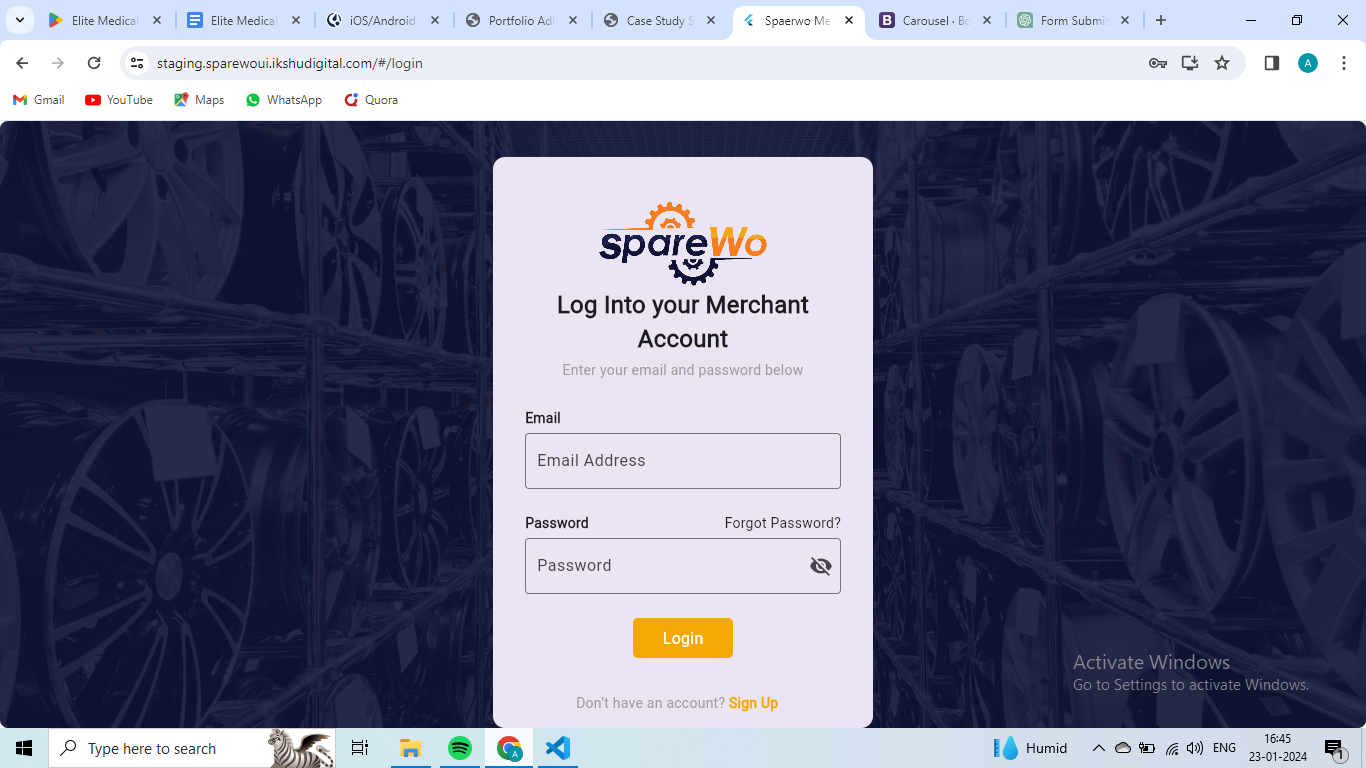 Elite Medical
Elite Medical
iOS/Android
Portfolio Adi
Case Study S
Spaerwo Me
Carousel · Bo
Form Submis
staging.sparewoui.ikshudigital.com/#/login
A
Gmail
YouTube
Maps
WhatsApp
Quora
spareWo
Log Into your Merchant
Account
Enter your email and password below
Email
Email Address
Password
Forgot Password?
Password
Login
Don't have an account? Sign Up
Activate Windows
Go to Settings to activate Windows.
Type here to search
A
Humid
ENG
16:45
23-01-2024
1